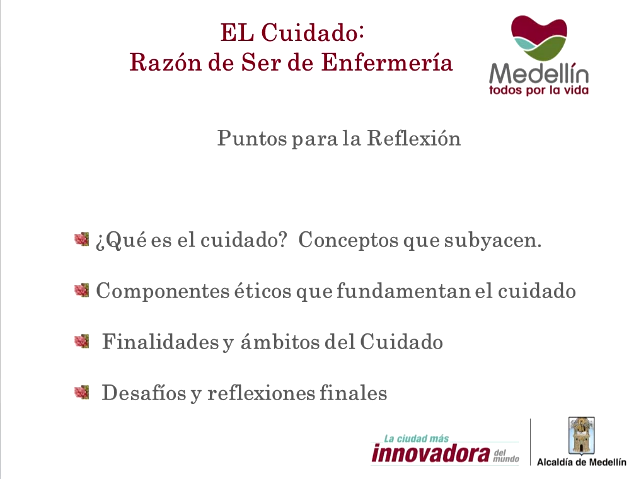 EL Cuidado:
Razón de Ser de Enfermería
Medellín
todos por la vida
Puntos para la Reflexión
¿Qué es el cuidado? Conceptos que subyacen.
Componentes éticos que fundamentan el cuidado
Finalidades y ámbitos del Cuidado
Desafíos y reflexiones finales
La ciudad más
innovadora del mundo
Alcaldía de Medellín